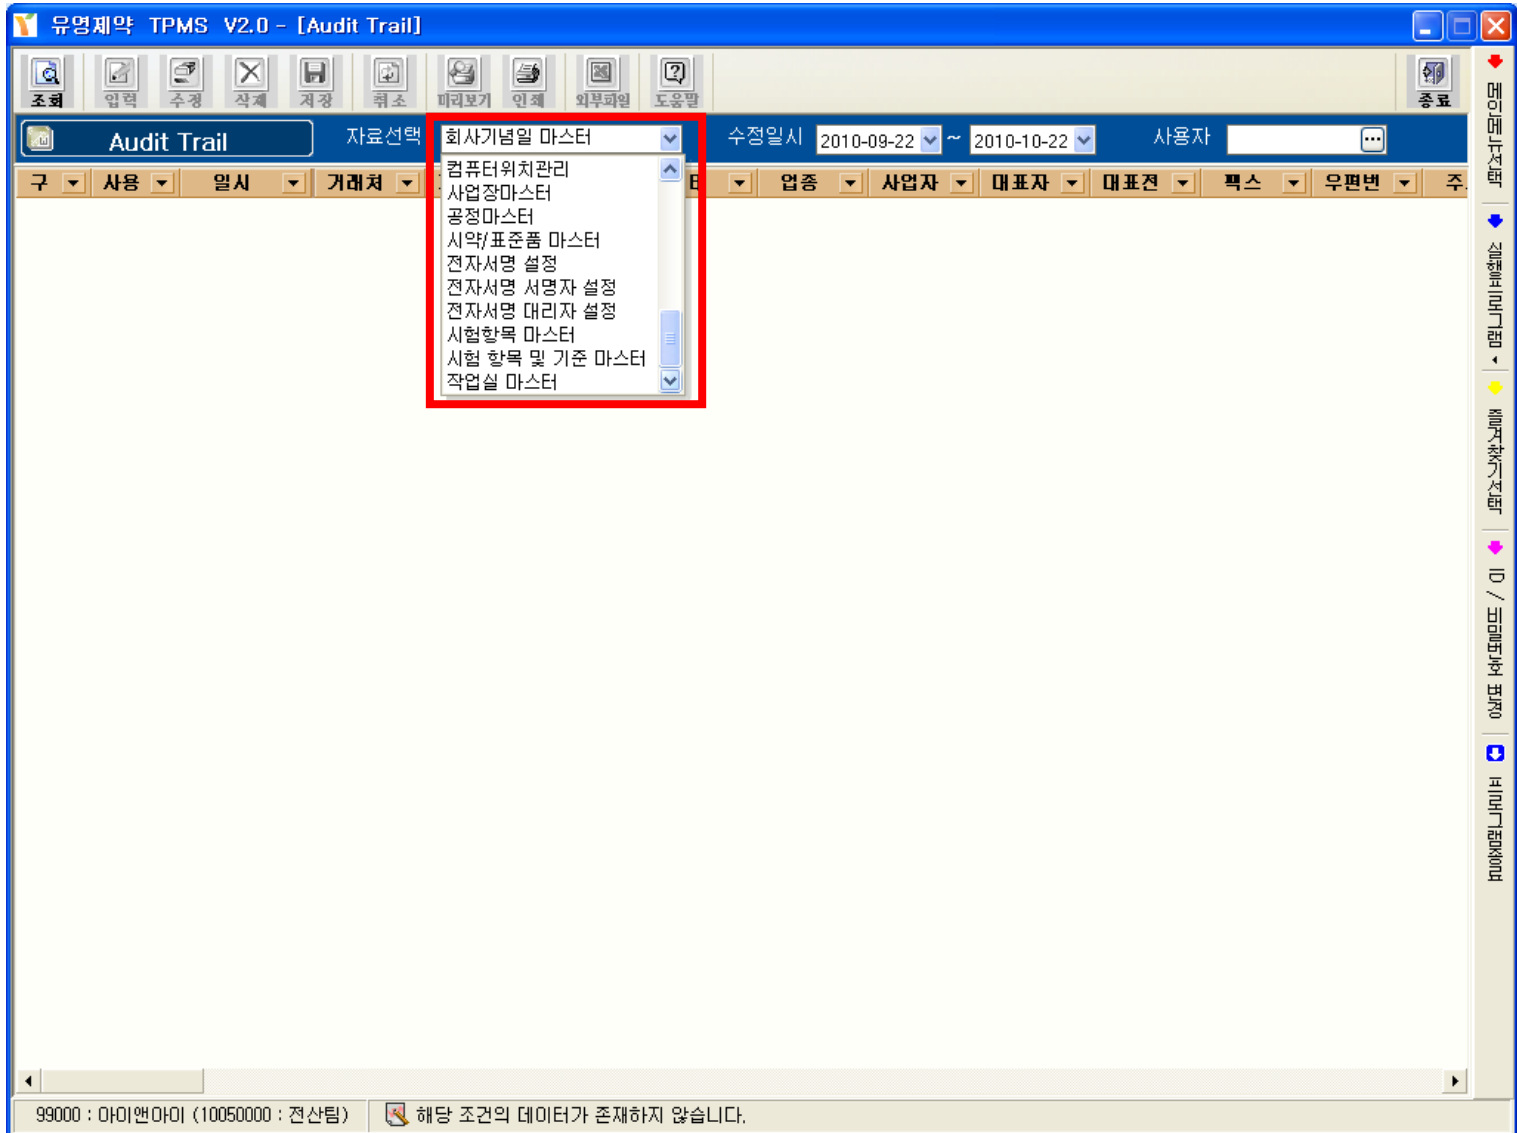 유영제약 TPMS V2.0 - [Audit Trail]
조회 입력 수정 삭제 저장 취소 미리보기 인쇄 외부파일 도움말 종료
Audit Trail 자료선택 회사기념일 마스터 수정일시 2010-09-22 ~ 2010-10-22 사용자
구 사용 일시 거래처 업종 사업자 대표자 대표전 팩스 우편번 주
컴퓨터위치관리
사업장마스터
공정마스터
시약/표준품 마스터
전자서명 설정
전자서명 서명자 설정
전자서명 대리자 설정
시험항목 마스터
시험 항목 및 기준 마스터
작업실 마스터
메인메뉴선택
실행프로그램
즐겨찾기선택
ID / 비밀번호 변경
프로그램종료
99000 : 아이앤아이 (10050000 : 전산팀) 해당 조건의 데이터가 존재하지 않습니다.